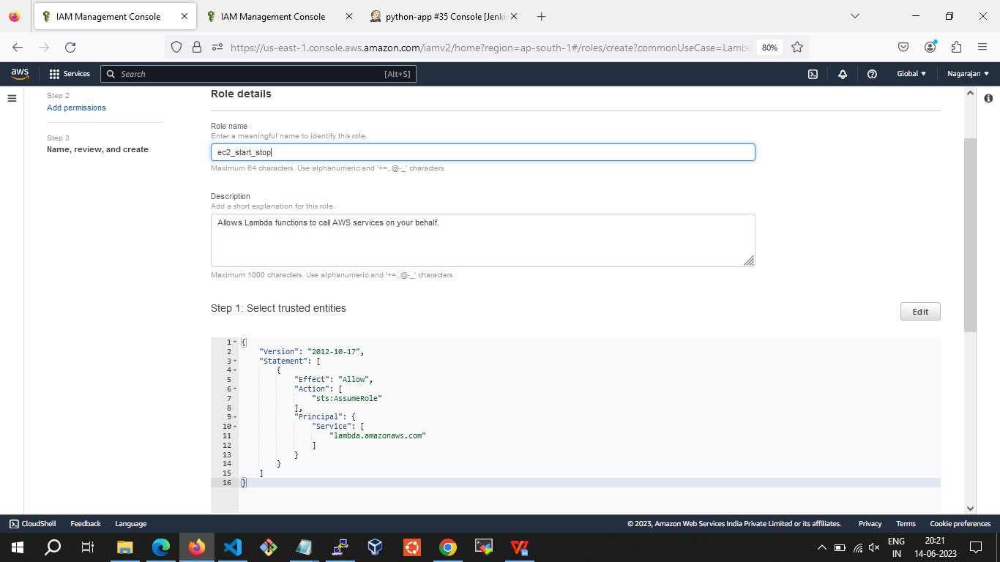 IAM Management Console
IAM Management Console
python-app #35 Console [Jenki
https://us-east-1.console.aws.amazon.com/iamv2/home?region=ap-south-1#/roles/create?commonUseCase=Lamb
80%
aws
Services
Search
[Alt+S]
Global
Nagarajan
Step 2
Add permissions
Step 3
Name, review, and create
Role details
Role name
Enter a meaningful name to identify this role.
ec2_start_stop
Maximum 64 characters. Use alphanumeric and '+=,.@-_' characters.
Description
Add a short explanation for this role.
Allows Lambda functions to call AWS services on your behalf.
Maximum 1000 characters. Use alphanumeric and '+=,.@-_' characters.
Step 1: Select trusted entities
Edit
1 {
2 "Version": "2012-10-17",
3 "Statement": [
4 {
5 "Effect": "Allow",
6 "Action": [
7 "sts:AssumeRole"
8 ],
9 "Principal": {
10 "Service": [
11 "lambda.amazonaws.com"
12 ]
13 }
14 }
15 ]
16 }
CloudShell
Feedback
Language
© 2023, Amazon Web Services India Private Limited or its affiliates.
Privacy
Terms
Cookie preferences
ENG
IN
20:21
14-06-2023